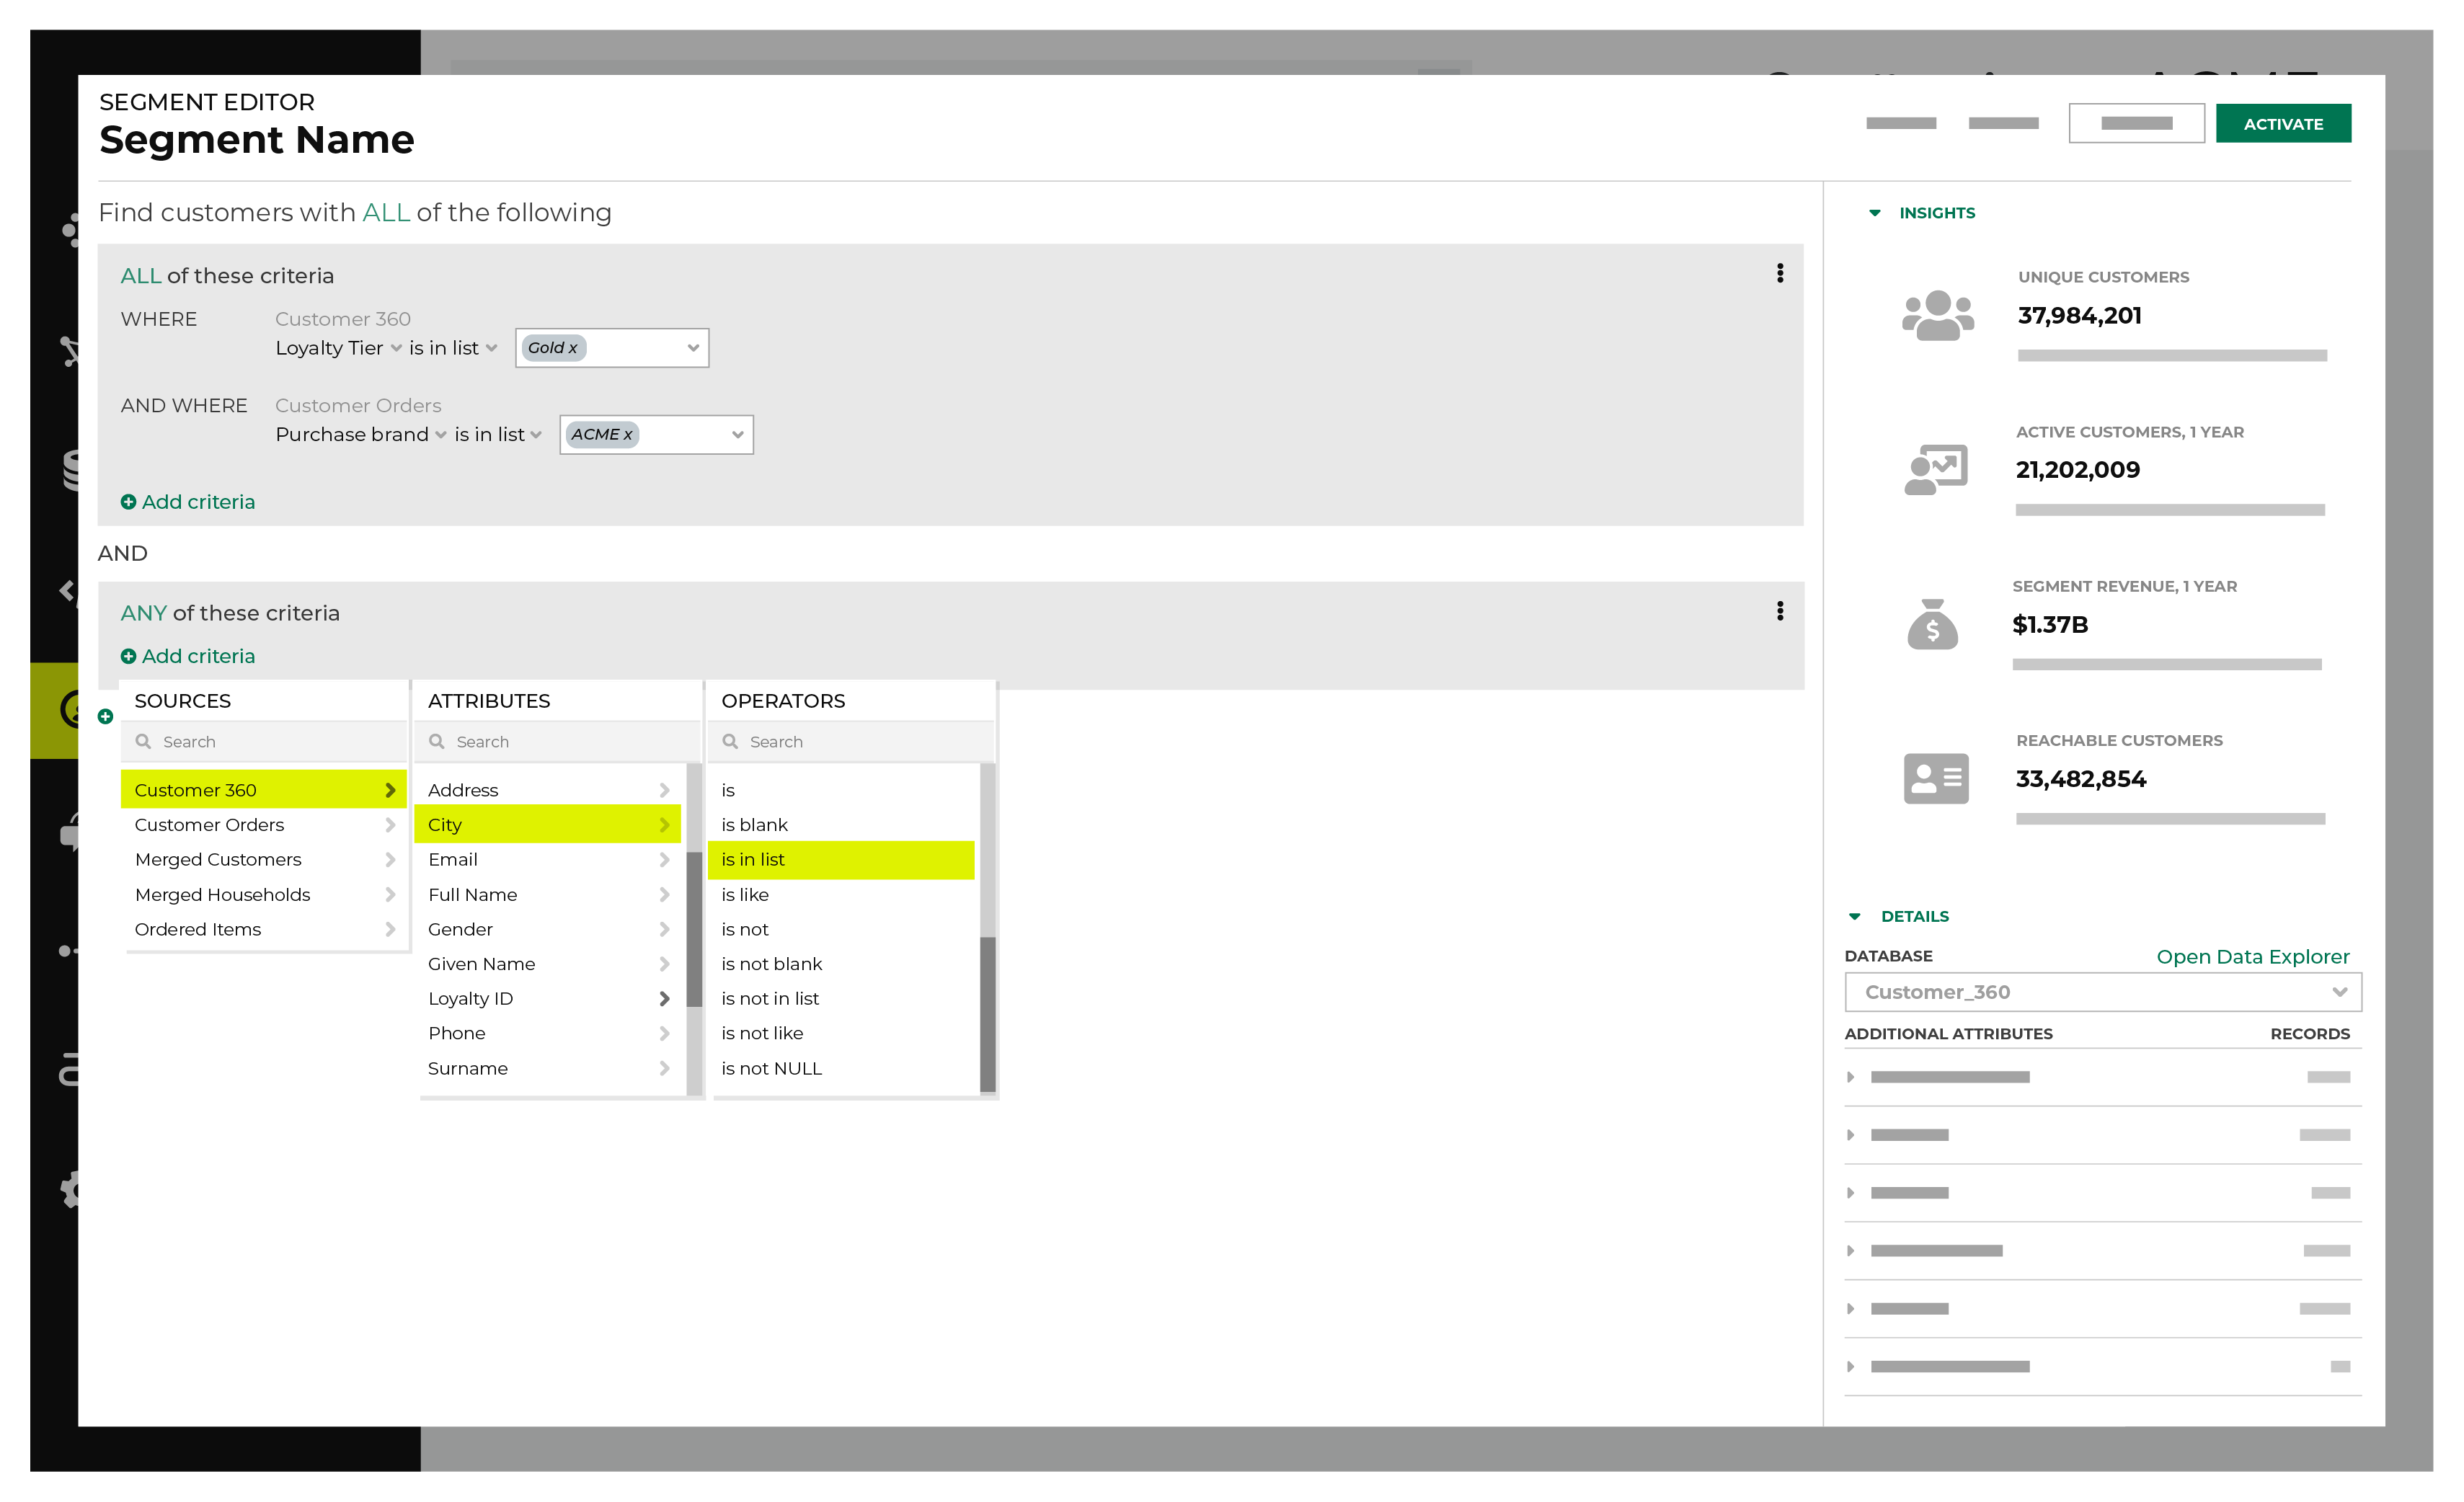 SEGMENT EDITOR
Segment Name
ACTIVATE
Find customers with ALL of the following
ALL of these criteria
WHERE
Customer 360
Loyalty Tier is in list Gold x
AND WHERE
Customer Orders
Purchase brand is in list ACME x
Add criteria
AND
ANY of these criteria
Add criteria
SOURCES
Search
Customer 360
Customer Orders
Merged Customers
Merged Households
Ordered Items
ATTRIBUTES
Search
Address
City
Email
Full Name
Gender
Given Name
Loyalty ID
Phone
Surname
OPERATORS
Search
is
is blank
is in list
is like
is not
is not blank
is not in list
is not like
is not NULL
INSIGHTS
UNIQUE CUSTOMERS
37,984,201
ACTIVE CUSTOMERS, 1 YEAR
21,202,009
SEGMENT REVENUE, 1 YEAR
$1.37B
REACHABLE CUSTOMERS
33,482,854
DETAILS
DATABASE
Open Data Explorer
Customer_360
ADDITIONAL ATTRIBUTES
RECORDS